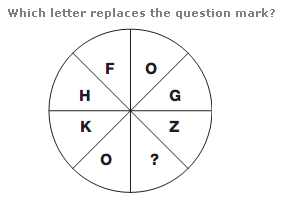 Which letter replaces the question mark?
F O
H G
K Z
O ?